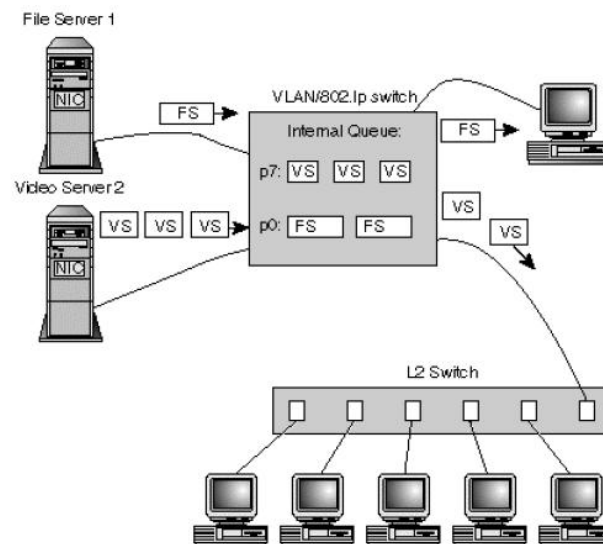 File Server 1
NIC
FS
VLAN/802.1p switch
Internal Queue:
p7: VS VS VS
p0: FS FS
FS
Video Server 2
VS VS VS
NIC
VS
VS
L2 Switch